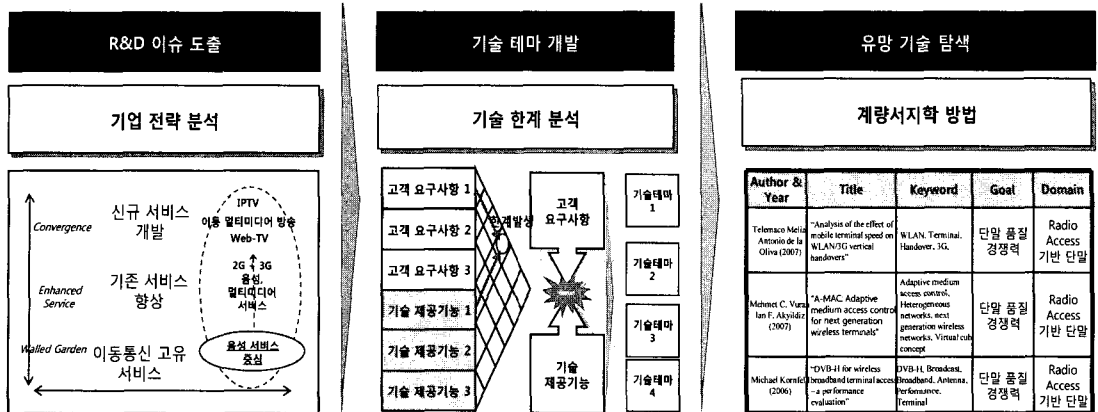 R&D 이슈 도출
기업 전략 분석
Convergence
신규 서비스
개발
IPTV
이동 멀티미디어 방송
Web-TV
Enhanced
Service
기존 서비스
향상
2G
3G
음성,
멀티미디어
서비스
Walled Garden
이동통신 고유
서비스
음성 서비스
중심
기술 테마 개발
기술 한계 분석
고객 요구사항 1
고객 요구사항 2
고객 요구사항 3
기술 제공기능 1
기술 제공기능 2
기술 제공기능 3
한계발생
고객
요구사항
기술
제공기능
기술테마
1
기술테마
2
기술테마
3
기술테마
4
유망 기술 탐색
계량서지학 방법
Author &
Year
Title
Keyword
Goal
Domain
Telemaco Melia
Antonio de la
Oliva (2007)
"Analysis of the effect of
mobile terminal speed on
WLAN/3G vertical
handovers"
WLAN, Terminal,
Handover, 3G,
단말 품질
경쟁력
Radio
Access
기반 단말
Mehmet C. Vuran
Ian F. Akyildiz
(2007)
"A-MAC: Adaptive
medium access control
for next generation
wireless terminals"
Adaptive medium
access control,
Heterogeneous
networks, next
generation wireless
networks, Virtual cub
concept
단말 품질
경쟁력
Radio
Access
기반 단말
Michael Kornfel
(2006)
"DVB-H for wireless
broadband terminal access
– a performance
evaluation"
DVB-H, Broadcast,
Broadband, Antenna,
Performance,
Terminal
단말 품질
경쟁력
Radio
Access
기반 단말